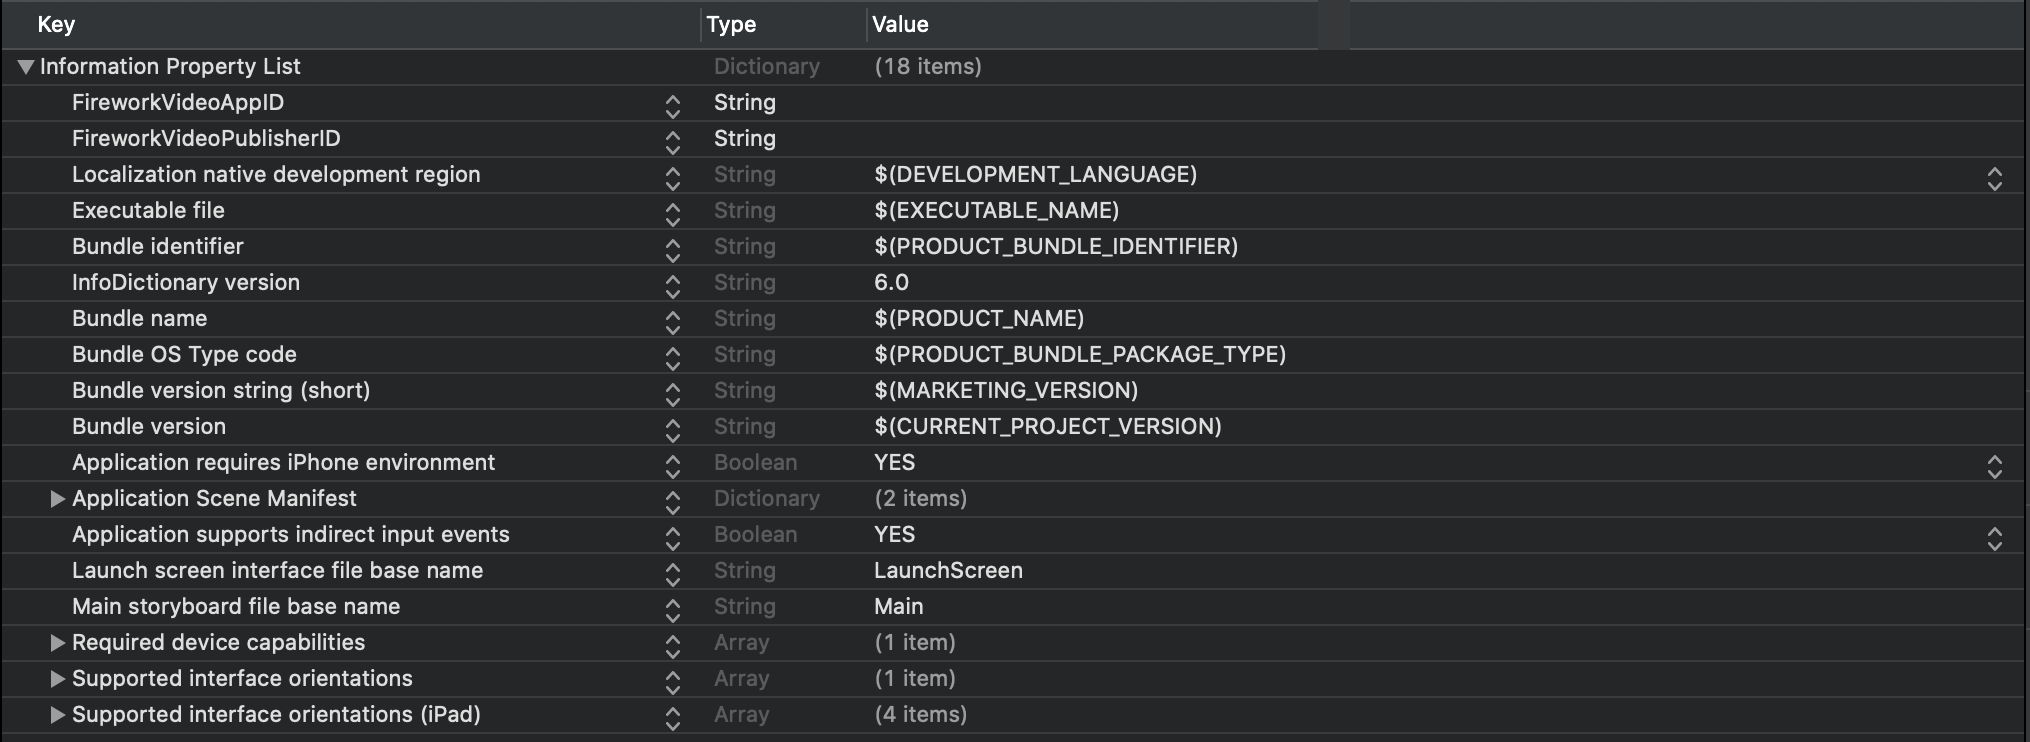 Key Type Value
Information Property List Dictionary (18 items)
FireworkVideoAppID String
FireworkVideoPublisherID String
Localization native development region String $(DEVELOPMENT_LANGUAGE)
Executable file String $(EXECUTABLE_NAME)
Bundle identifier String $(PRODUCT_BUNDLE_IDENTIFIER)
InfoDictionary version String 6.0
Bundle name String $(PRODUCT_NAME)
Bundle OS Type code String $(PRODUCT_BUNDLE_PACKAGE_TYPE)
Bundle version string (short) String $(MARKETING_VERSION)
Bundle version String $(CURRENT_PROJECT_VERSION)
Application requires iPhone environment Boolean YES
Application Scene Manifest Dictionary (2 items)
Application supports indirect input events Boolean YES
Launch screen interface file base name String LaunchScreen
Main storyboard file base name String Main
Required device capabilities Array (1 item)
Supported interface orientations Array (1 item)
Supported interface orientations (iPad) Array (4 items)